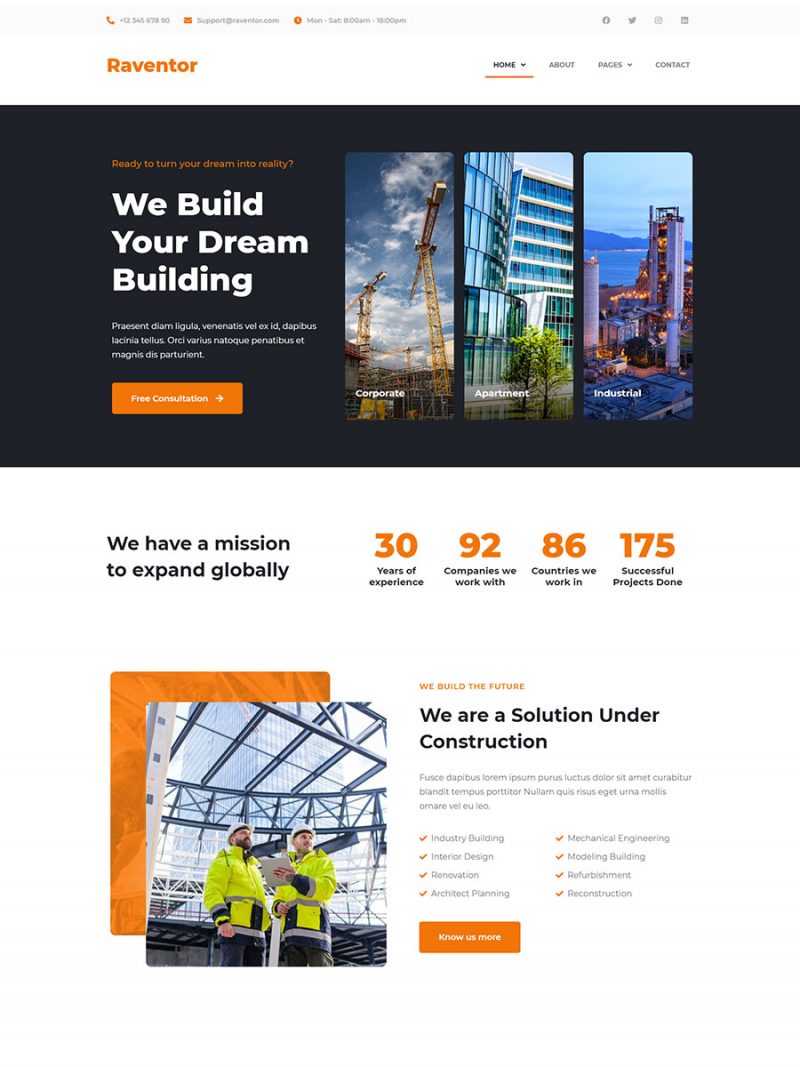 +12 345 678 90 Support@raventor.com Mon - Sat: 8:00am - 18:00pm
Raventor
HOME ABOUT PAGES CONTACT
Ready to turn your dream into reality?
We Build
Your Dream
Building
Praesent diam ligula, venenatis vel ex id, dapibus
lacinia tellus. Orci varius natoque penatibus et
magnis dis parturient.
Free Consultation
Corporate
Apartment
Industrial
We have a mission
to expand globally
30
Years of
experience
92
Companies we
work with
86
Countries we
work in
175
Successful
Projects Done
WE BUILD THE FUTURE
We are a Solution Under
Construction
Fusce dapibus lorem ipsum purus luctus dolor sit amet curabitur
blandit tempus porttitor Nullam quis risus eget urna mollis
ornare vel eu leo.
Industry Building
Interior Design
Renovation
Architect Planning
Mechanical Engineering
Modeling Building
Refurbishment
Reconstruction
Know us more